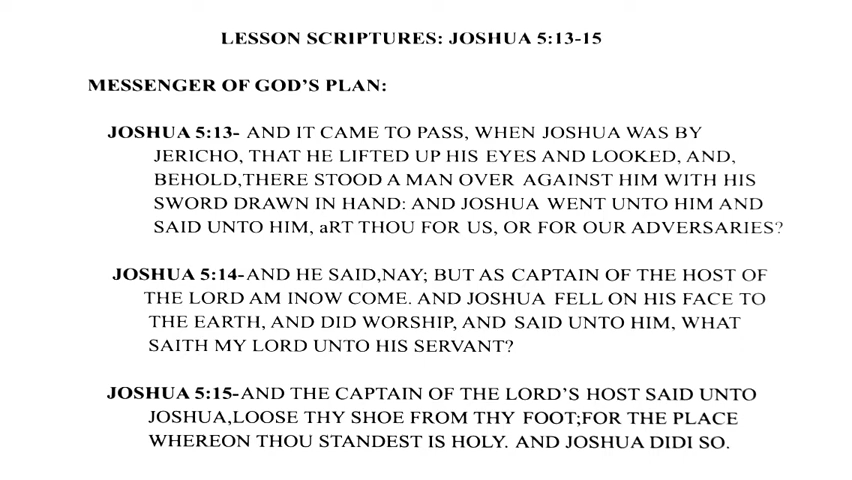 LESSON SCRIPTURES: JOSHUA 5:13-15
MESSENGER OF GOD'S PLAN:
JOSHUA 5:13- AND IT CAME TO PASS, WHEN JOSHUA WAS BY
JERICHO, THAT HE LIFTED UP HIS EYES AND LOOKED, AND,
BEHOLD,THERE STOOD A MAN OVER AGAINST HIM WITH HIS
SWORD DRAWN IN HAND: AND JOSHUA WENT UNTO HIM AND
SAID UNTO HIM, aRT THOU FOR US, OR FOR OUR ADVERSARIES?
JOSHUA 5:14-AND HE SAID,NAY; BUT AS CAPTAIN OF THE HOST OF
THE LORD AM INOW COME. AND JOSHUA FELL ON HIS FACE TO
THE EARTH, AND DID WORSHIP, AND SAID UNTO HIM, WHAT
SAITH MY LORD UNTO HIS SERVANT?
JOSHUA 5:15-AND THE CAPTAIN OF THE LORD'S HOST SAID UNTO
JOSHUA,LOOSE THY SHOE FROM THY FOOT;FOR THE PLACE
WHEREON THOU STANDEST IS HOLY. AND JOSHUA DIDI SO.